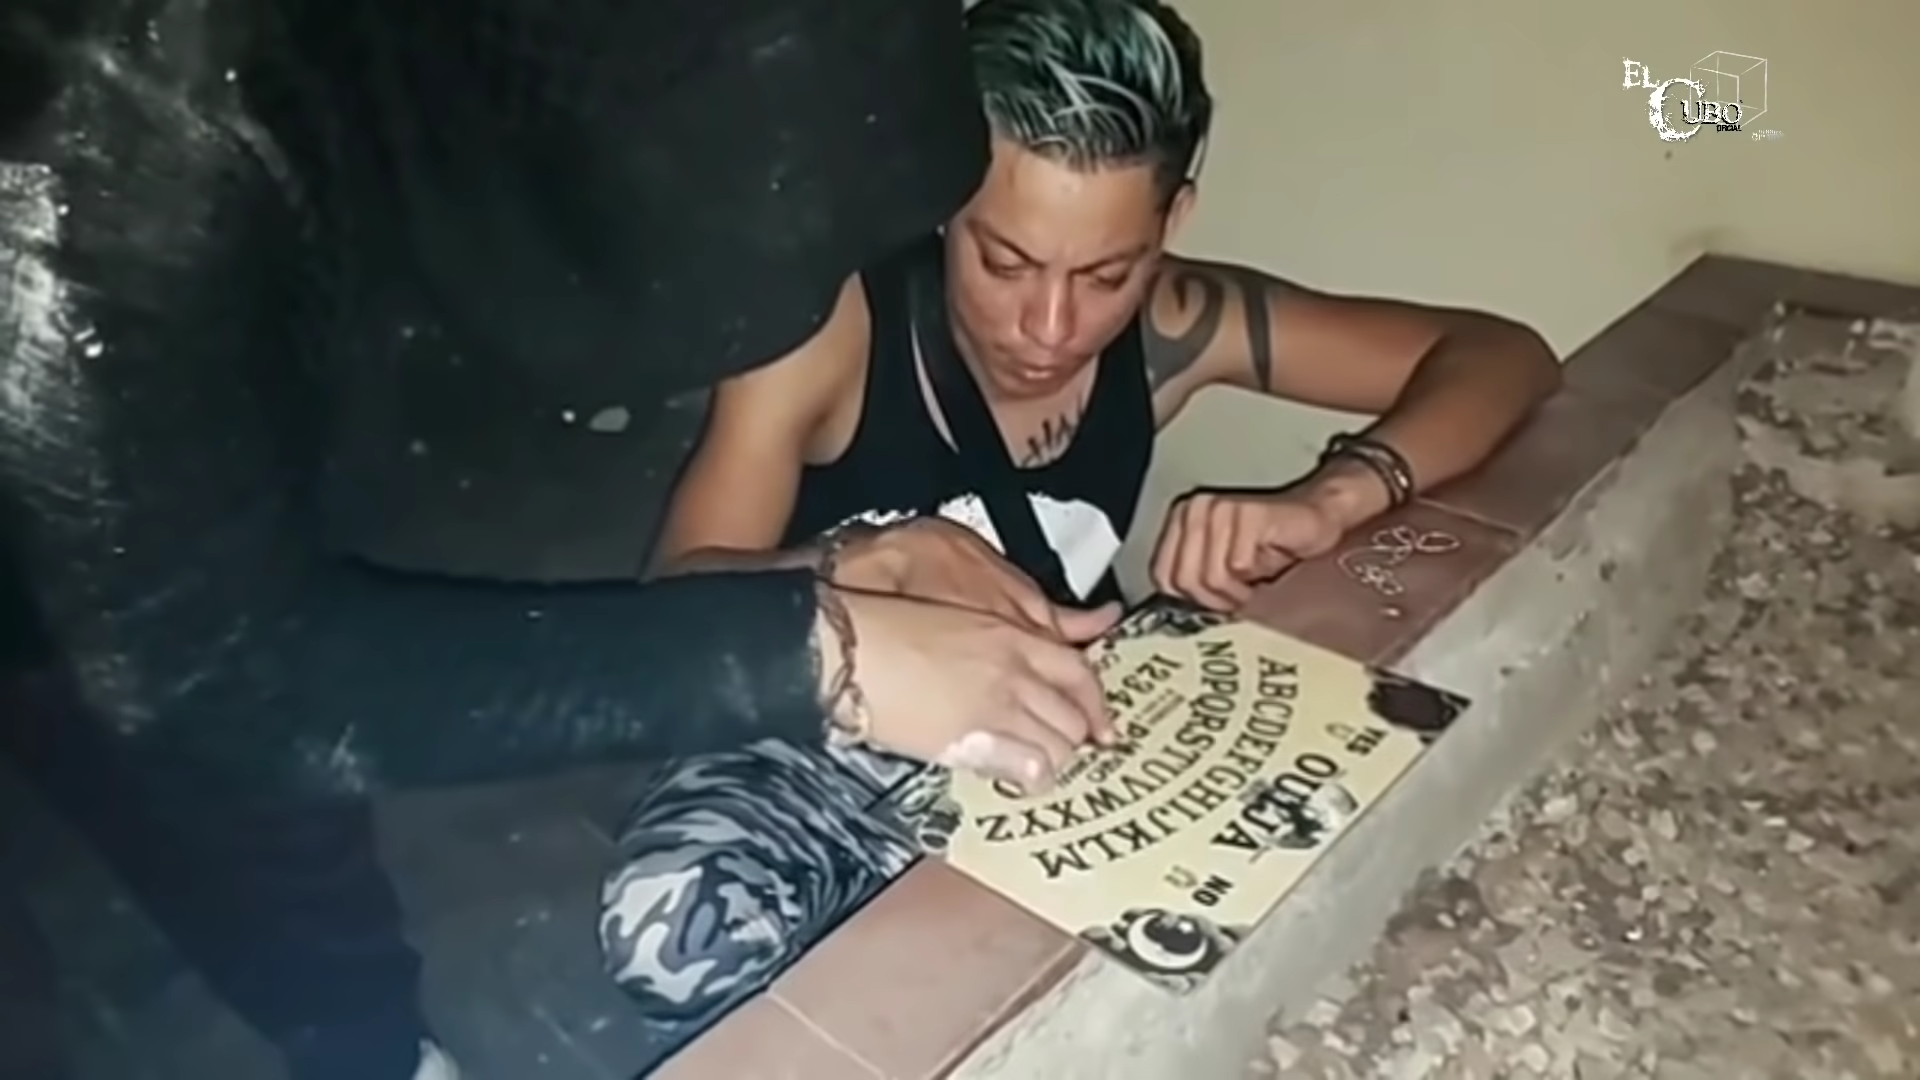 EL
CUBO
OFICIAL
YES
OUIJA
NO
ABCDEFGHIJKLM
NOPQRSTUVWXYZ
1234